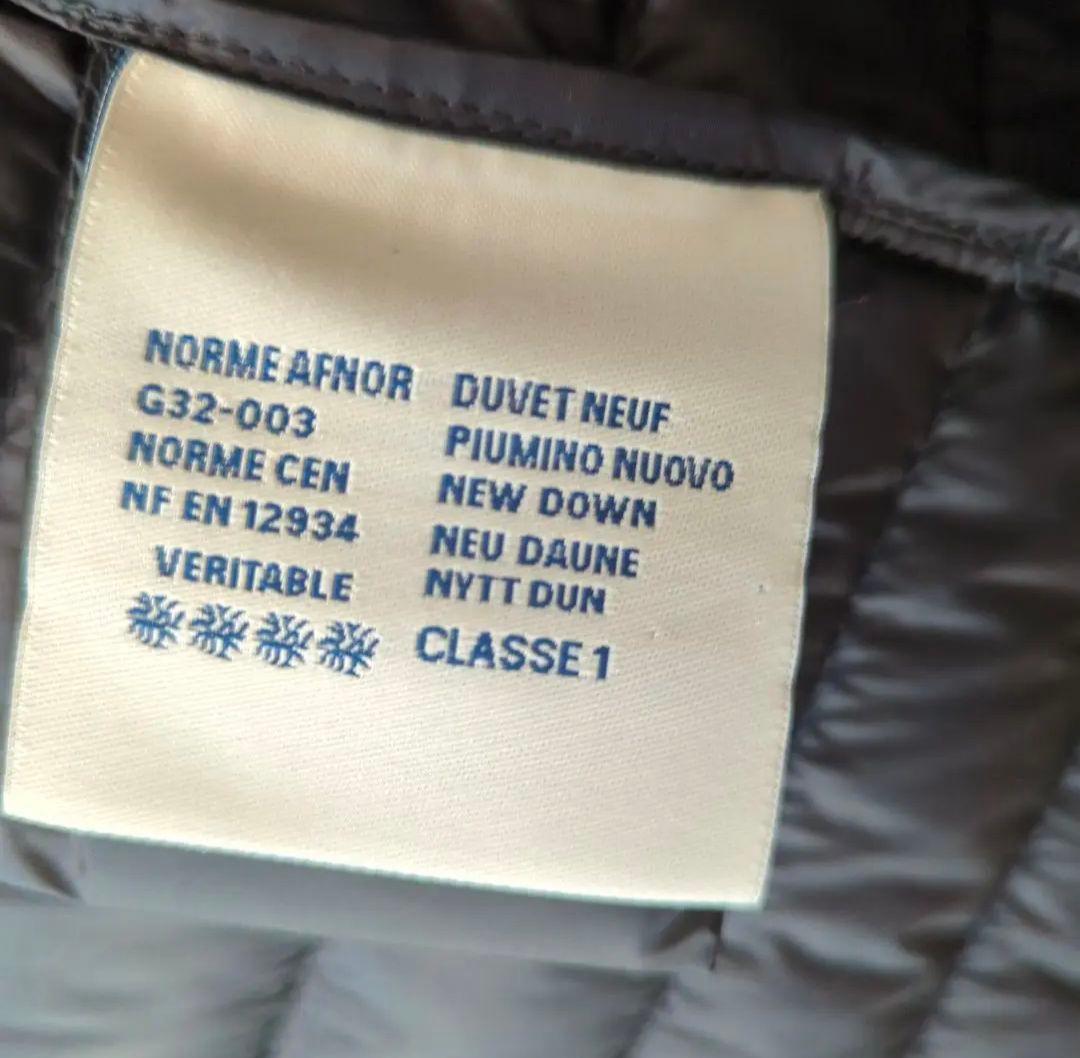 NORME AFNOR
G32-003
NORME CEN
NF EN 12934
VERITABLE
DUVET NEUF
PIUMINO NUOVO
NEW DOWN
NEU DAUNE
NYTT DUN
CLASSE 1